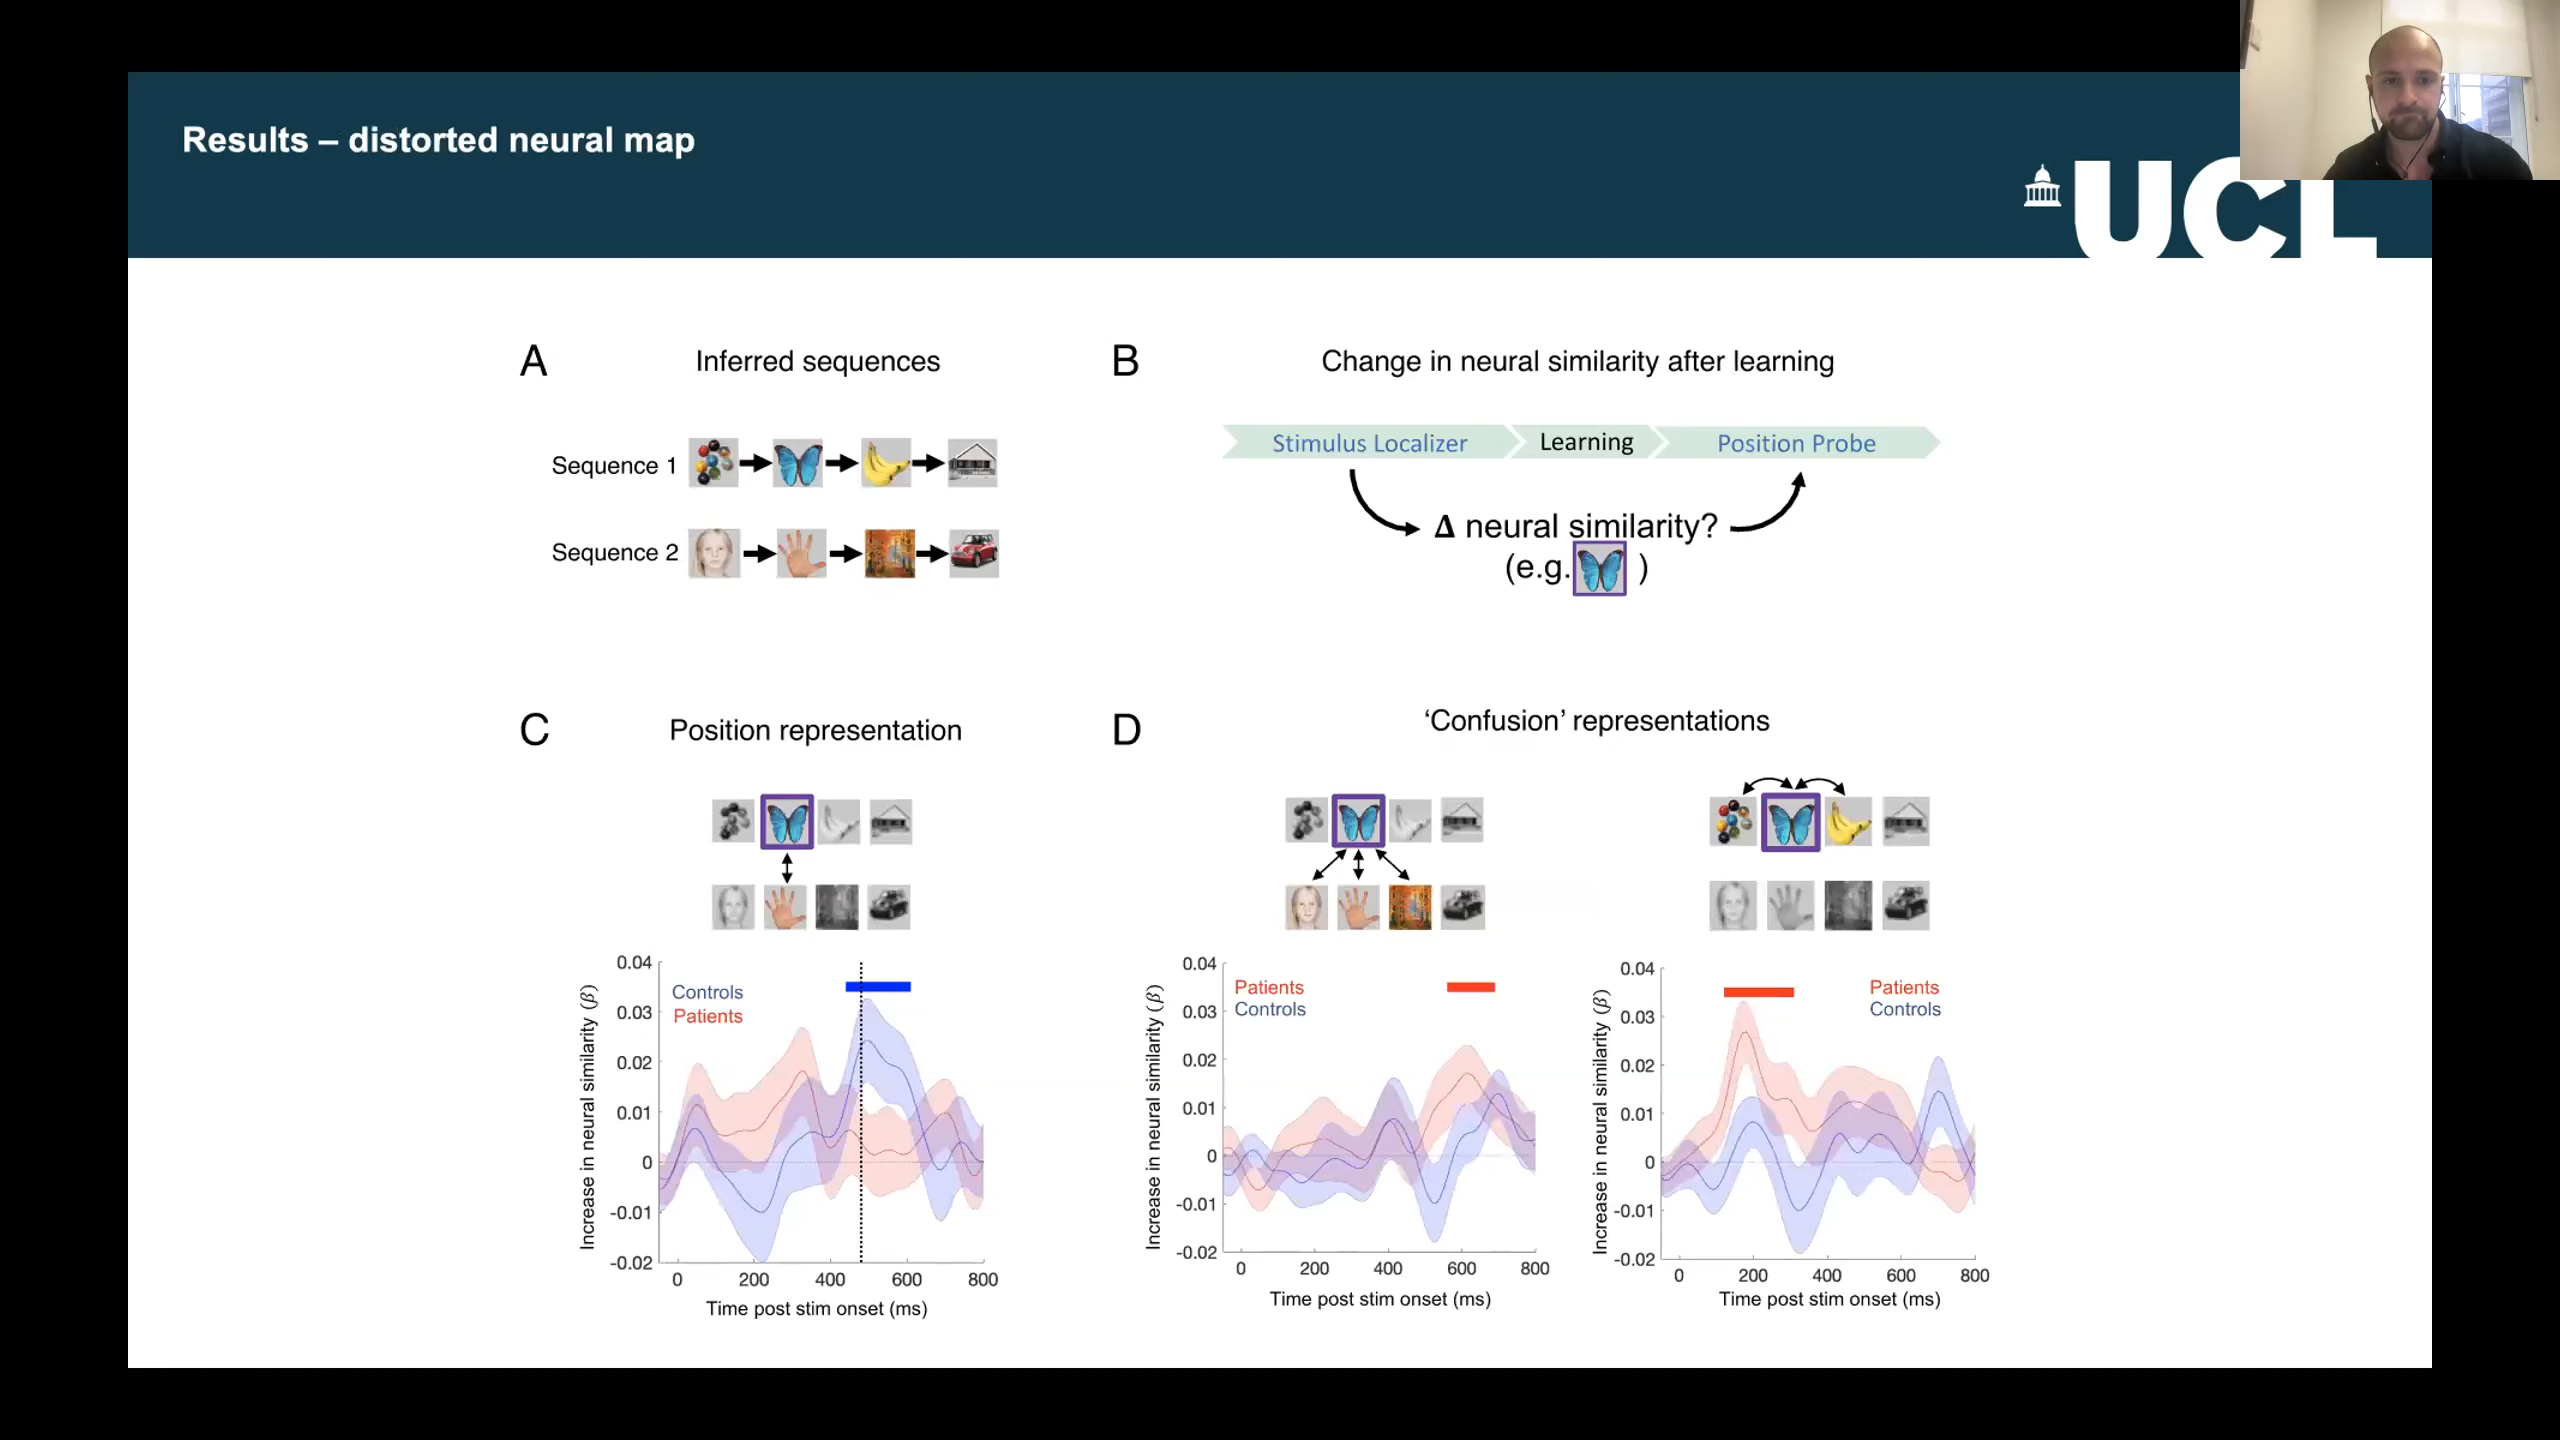 Results – distorted neural map
UCL
A
Inferred sequences
Sequence 1
Sequence 2
B
Change in neural similarity after learning
Stimulus Localizer
Learning
Position Probe
Δ neural similarity?
(e.g. )
C
Position representation
Controls
Patients
Increase in neural similarity (β)
0.04
0.03
0.02
0.01
0
-0.01
-0.02
0 200 400 600 800
Time post stim onset (ms)
D
‘Confusion’ representations
Patients
Controls
Increase in neural similarity (β)
0.04
0.03
0.02
0.01
0
-0.01
-0.02
0 200 400 600 800
Time post stim onset (ms)
Patients
Controls
Increase in neural similarity (β)
0.04
0.03
0.02
0.01
0
-0.01
-0.02
0 200 400 600 800
Time post stim onset (ms)